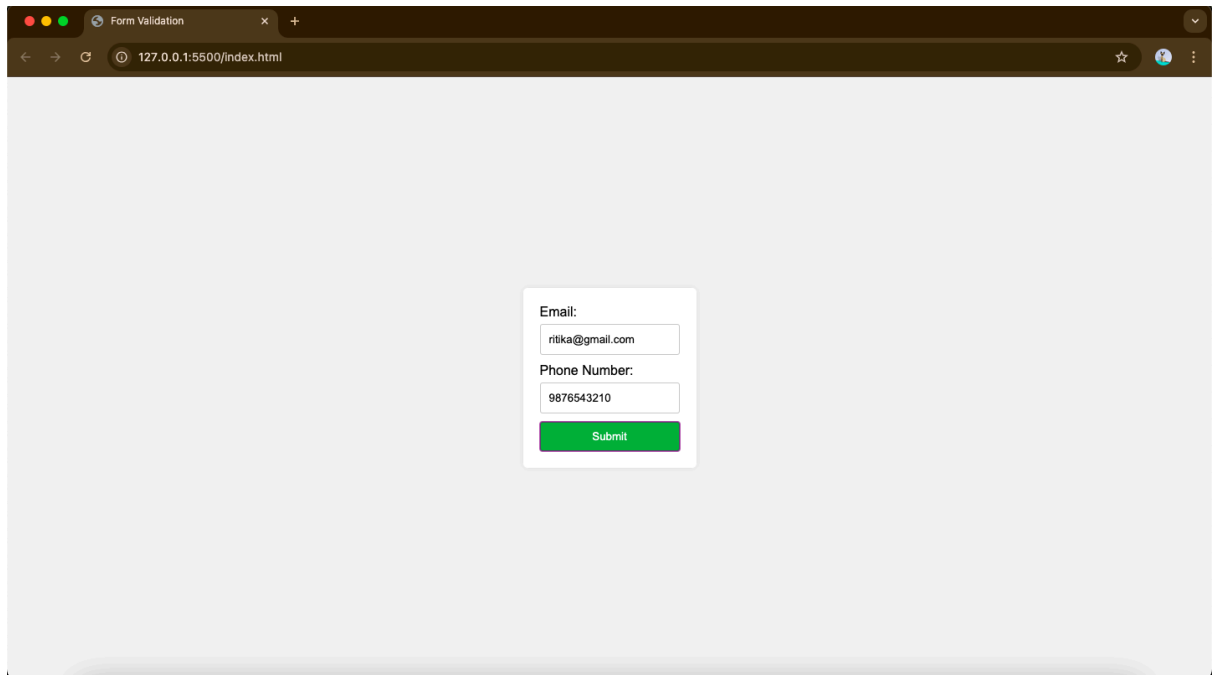 Form Validation
127.0.0.1:5500/index.html
Email:
ritika@gmail.com
Phone Number:
9876543210
Submit